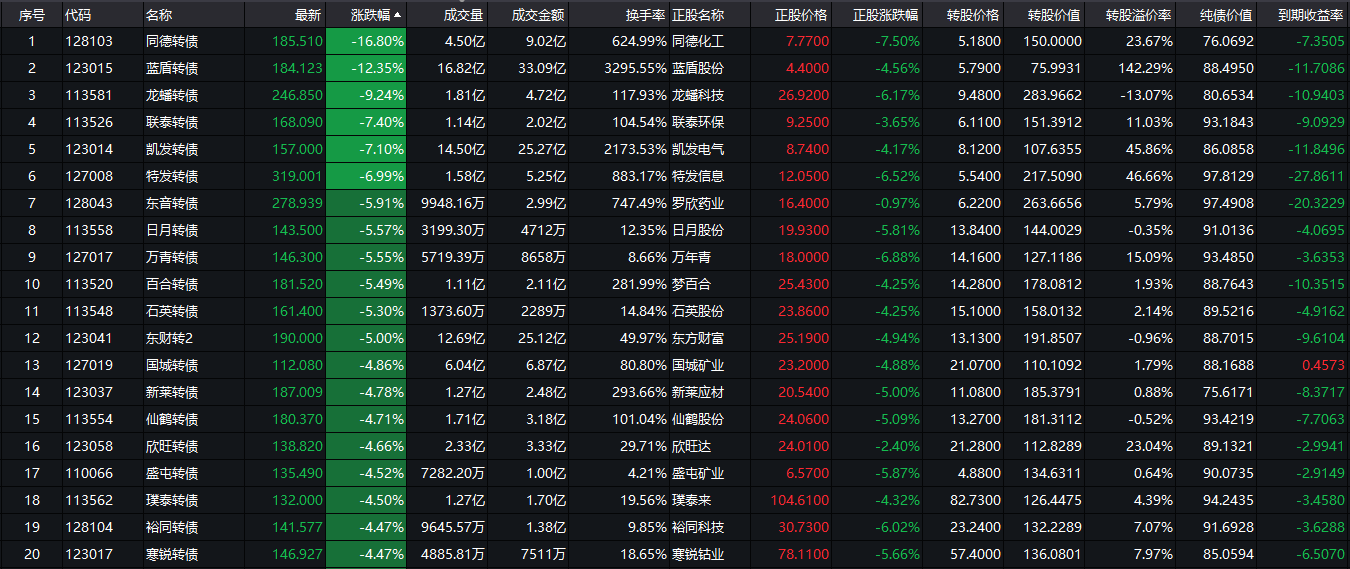 序号 代码 名称 最新 涨跌幅 成交量 成交金额 换手率 正股名称 正股价格 正股涨跌幅 转股价格 转股价值 转股溢价率 纯债价值 到期收益率
1 128103 同德转债 185.510 -16.80% 4.50亿 9.02亿 624.99% 同德化工 7.7700 -7.50% 5.1800 150.0000 23.67% 76.0692 -7.3505
2 123015 蓝盾转债 184.123 -12.35% 16.82亿 33.09亿 3295.55% 蓝盾股份 4.4000 -4.56% 5.7900 75.9931 142.29% 88.4950 -11.7086
3 113581 龙蟠转债 246.850 -9.24% 1.81亿 4.72亿 117.93% 龙蟠科技 26.9200 -6.17% 9.4800 283.9662 -13.07% 80.6534 -10.9403
4 113526 联泰转债 168.090 -7.40% 1.14亿 2.02亿 104.54% 联泰环保 9.2500 -3.65% 6.1100 151.3912 11.03% 93.1843 -9.0929
5 123014 凯发转债 157.000 -7.10% 14.50亿 25.27亿 2173.53% 凯发电气 8.7400 -4.17% 8.1200 107.6355 45.86% 86.0858 -11.8496
6 127008 特发转债 319.001 -6.99% 1.58亿 5.25亿 883.17% 特发信息 12.0500 -6.52% 5.5400 217.5090 46.66% 97.8129 -27.8611
7 128043 东音转债 278.939 -5.91% 9948.16万 2.99亿 747.49% 罗欣药业 16.4000 -0.97% 6.2200 263.6656 5.79% 97.4908 -20.3229
8 113558 日月转债 143.500 -5.57% 3199.30万 4712万 12.35% 日月股份 19.9300 -5.81% 13.8400 144.0029 -0.35% 91.0136 -4.0695
9 127017 万青转债 146.300 -5.55% 5719.39万 8658万 8.66% 万年青 18.0000 -6.88% 14.1600 127.1186 15.09% 93.4850 -3.6353
10 113520 百合转债 181.520 -5.49% 1.11亿 2.11亿 281.99% 梦百合 25.4300 -4.25% 14.2800 178.0812 1.93% 88.7643 -10.3515
11 113548 石英转债 161.400 -5.30% 1373.60万 2289万 14.84% 石英股份 23.8600 -4.25% 15.1000 158.0132 2.14% 89.5216 -4.9162
12 123041 东财转2 190.000 -5.00% 12.69亿 25.12亿 49.97% 东方财富 25.1900 -4.94% 13.1300 191.8507 -0.96% 88.7015 -9.6104
13 127019 国城转债 112.080 -4.86% 6.04亿 6.87亿 80.80% 国城矿业 23.2000 -4.88% 21.0700 110.1092 1.79% 88.1688 0.4573
14 123037 新莱转债 187.009 -4.78% 1.27亿 2.48亿 293.66% 新莱应材 20.5400 -5.00% 11.0800 185.3791 0.88% 75.6171 -8.3717
15 113554 仙鹤转债 180.370 -4.71% 1.71亿 3.18亿 101.04% 仙鹤股份 24.0600 -5.09% 13.2700 181.3112 -0.52% 93.4219 -7.7063
16 123058 欣旺转债 138.820 -4.66% 2.33亿 3.33亿 29.71% 欣旺达 24.0100 -2.40% 21.2800 112.8289 23.04% 89.1321 -2.9941
17 110066 盛屯转债 135.490 -4.52% 7282.20万 1.00亿 4.21% 盛屯矿业 6.5700 -5.87% 4.8800 134.6311 0.64% 90.0735 -2.9149
18 113562 璞泰转债 132.000 -4.50% 1.27亿 1.70亿 19.56% 璞泰来 104.6100 -4.32% 82.7300 126.4475 4.39% 94.2435 -3.4580
19 128104 裕同转债 141.577 -4.47% 9645.57万 1.38亿 9.85% 裕同科技 30.7300 -6.02% 23.2400 132.2289 7.07% 91.6928 -3.6288
20 123017 寒锐转债 146.927 -4.47% 4885.81万 7511万 18.65% 寒锐钴业 78.1100 -5.66% 57.4000 136.0801 7.97% 85.0594 -6.5070